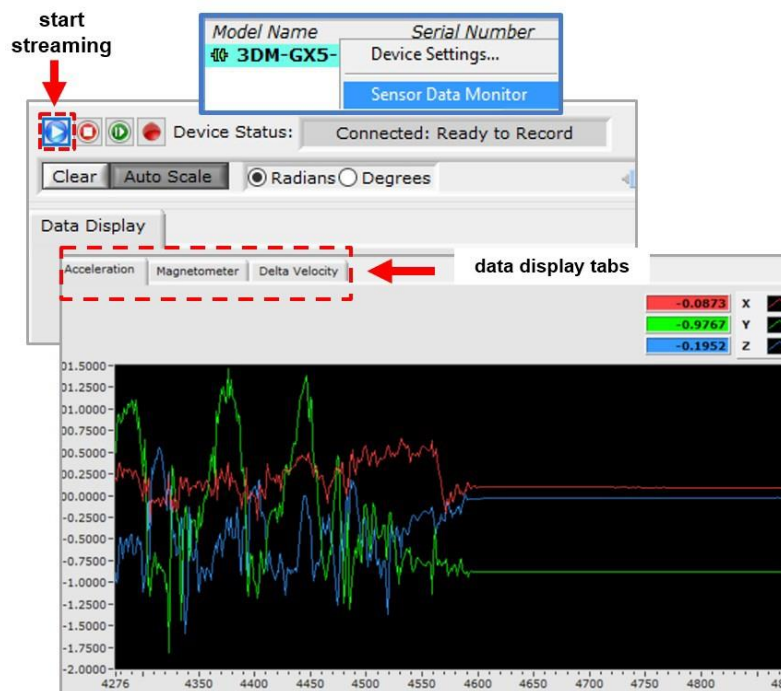 start
streaming
Model Name Serial Number
3DM-GX5-
Device Settings...
Sensor Data Monitor
Device Status: Connected: Ready to Record
Clear Auto Scale Radians Degrees
Data Display
Acceleration Magnetometer Delta Velocity
data display tabs
-0.0873 X
-0.9767 Y
-0.1952 Z
01.5000
01.2500
01.0000
00.7500
00.5000
00.2500
00.0000
-0.2500
-0.5000
-0.7500
-1.0000
-1.2500
-1.5000
-1.7500
-2.0000
4276 4350 4400 4450 4500 4550 4600 4650 4700 4750 4800